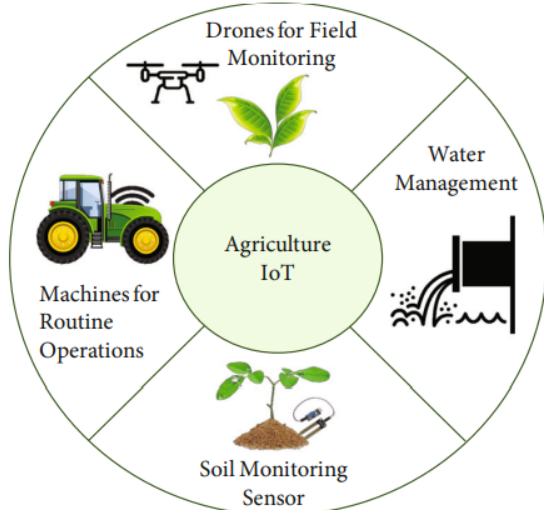 Drones for Field
Monitoring
Water
Management
Agriculture
IoT
Machines for
Routine
Operations
Soil Monitoring
Sensor